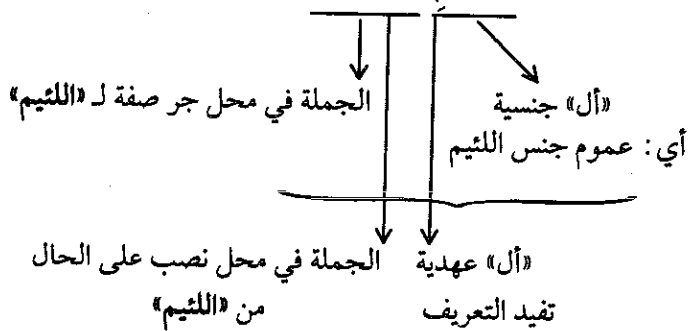 «أل» جنسية
أي: عموم جنس اللئيم
الجملة في محل جر صفة لـ «اللئيم»
«أل» عهدية
تفيد التعريف
الجملة في محل نصب على الحال
من «اللئيم»